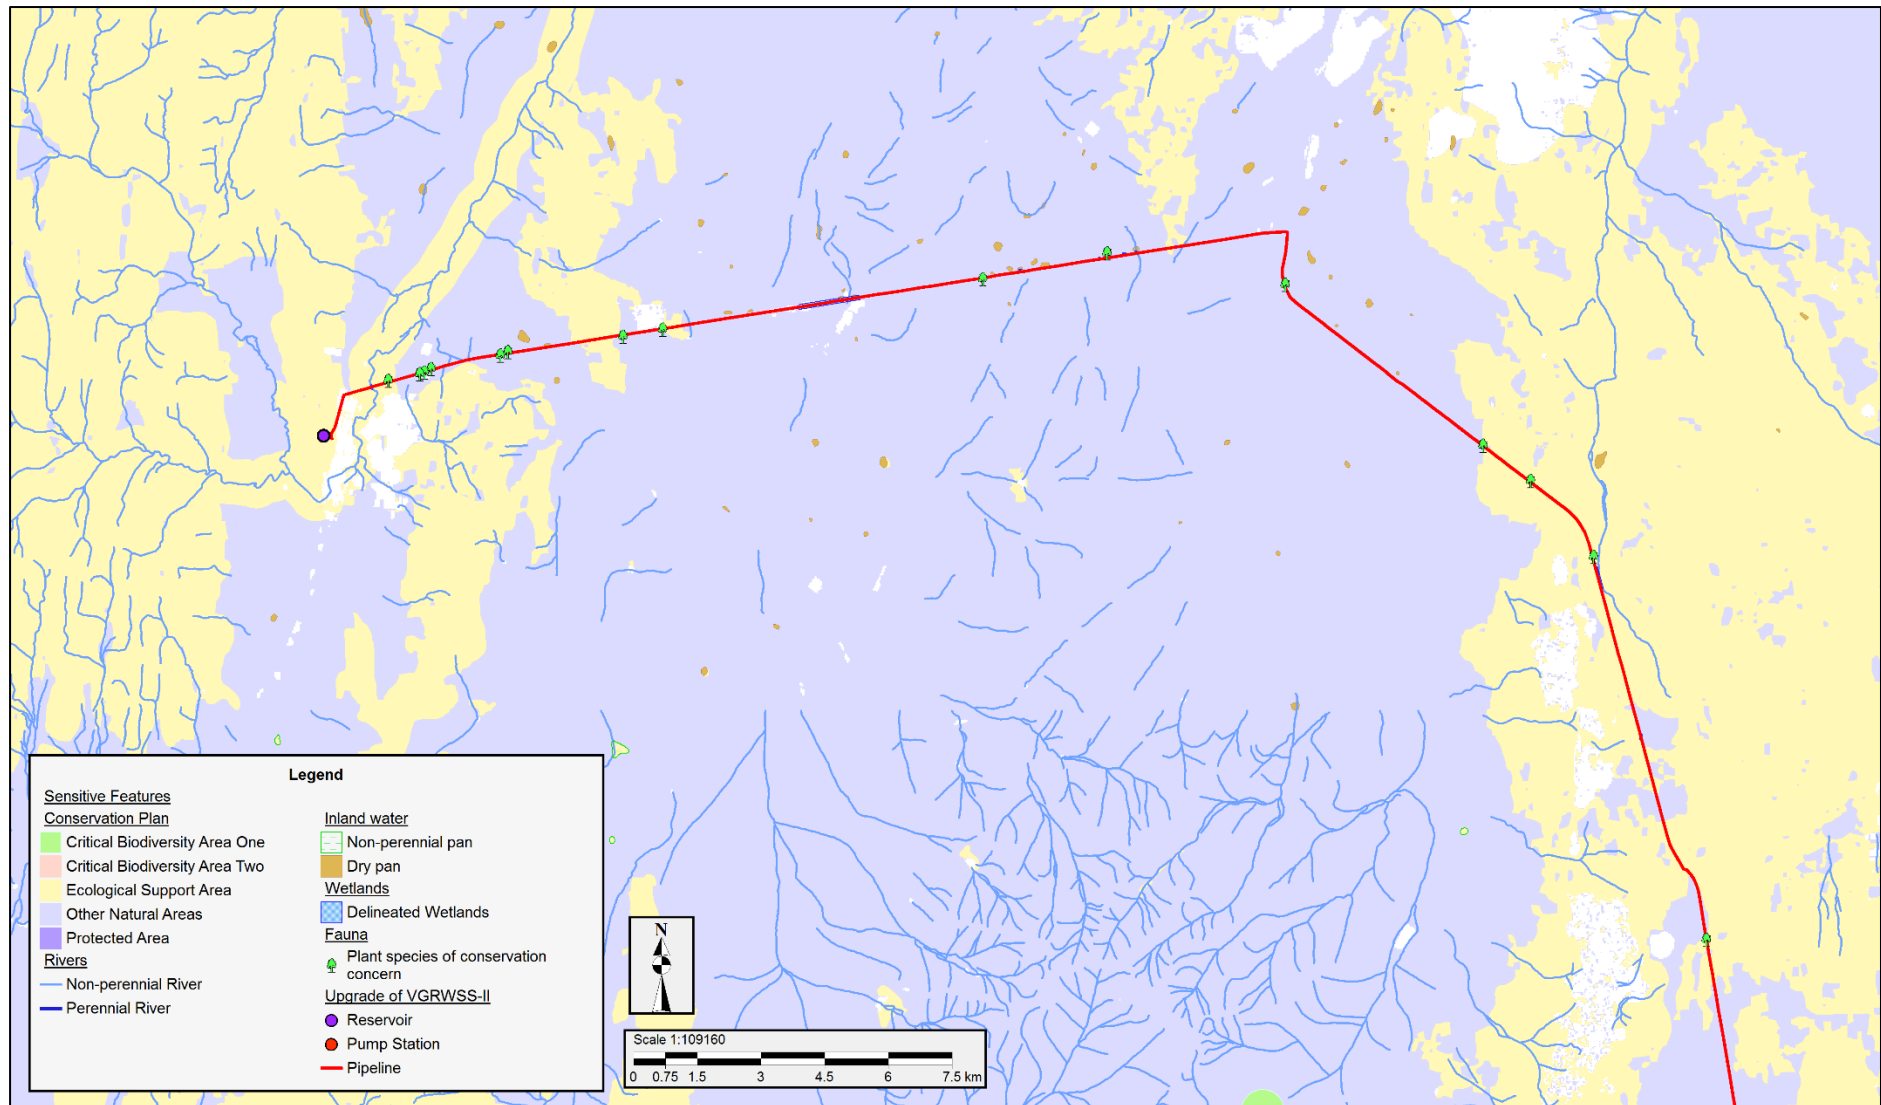 Legend
Sensitive Features
Conservation Plan
Critical Biodiversity Area One
Critical Biodiversity Area Two
Ecological Support Area
Other Natural Areas
Protected Area
Rivers
Non-perennial River
Perennial River
Inland water
Non-perennial pan
Dry pan
Wetlands
Delineated Wetlands
Fauna
Plant species of conservation
concern
Upgrade of VGRWSS-II
Reservoir
Pump Station
Pipeline
N
Scale 1:109160
0 0.75 1.5 3 4.5 6 7.5 km